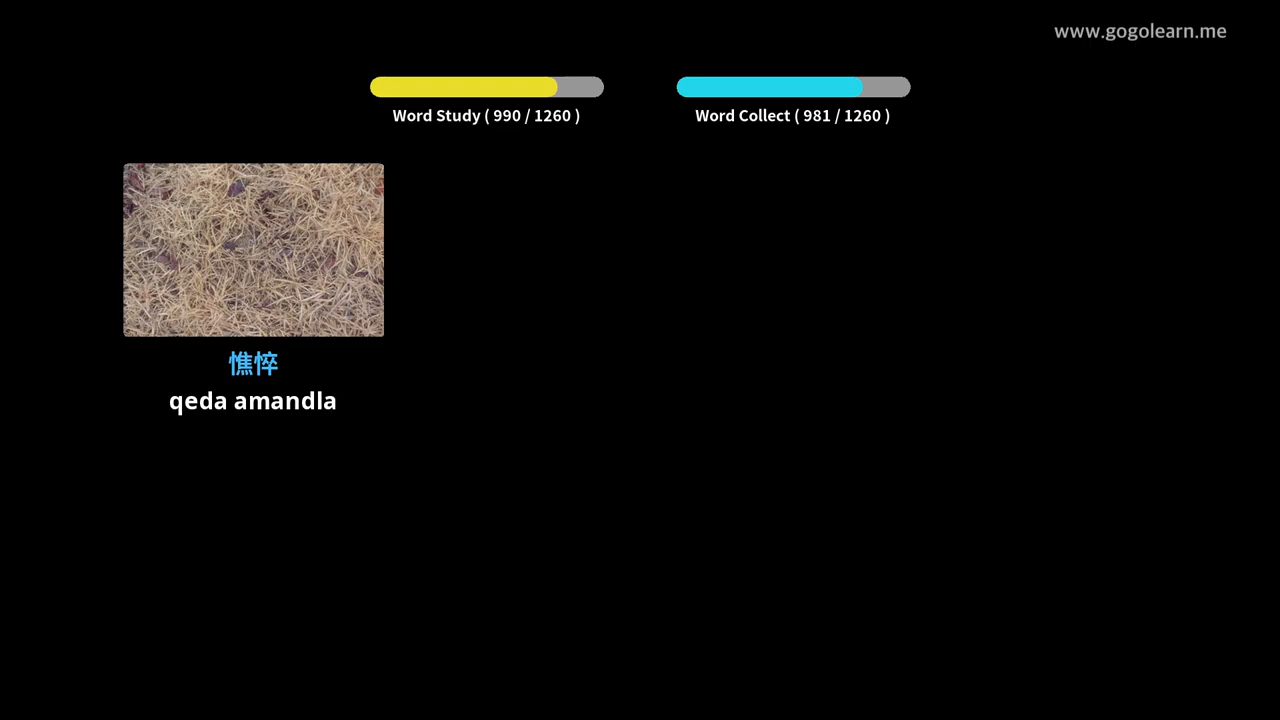 www.gogolearn.me
Word Study ( 990 / 1260 )
Word Collect ( 981 / 1260 )
憔悴
qeda amandla